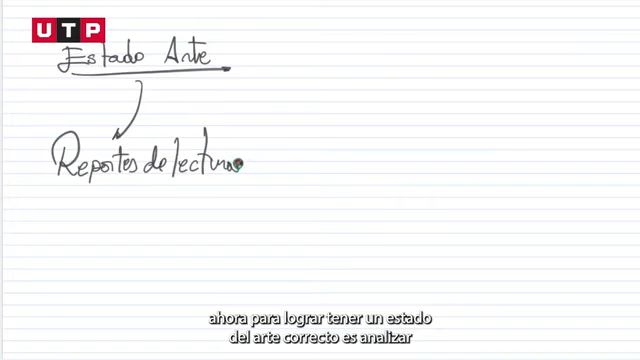 UTP
Estado Arte
Reportes de lectura
ahora para lograr tener un estado
del arte correcto es analizar